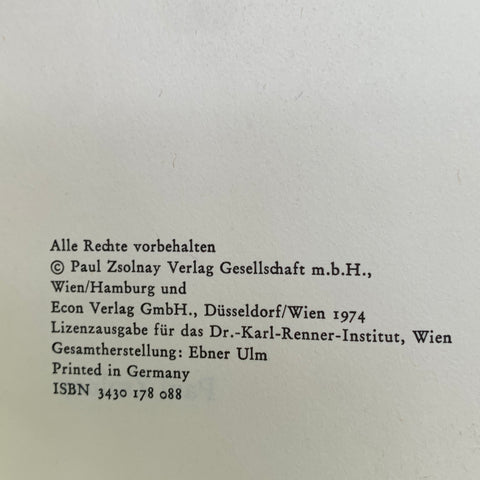 Alle Rechte vorbehalten
© Paul Zsolnay Verlag Gesellschaft m.b.H.,
Wien/Hamburg und
Econ Verlag GmbH., Düsseldorf/Wien 1974
Lizenzausgabe für das Dr.-Karl-Renner-Institut, Wien
Gesamtherstellung: Ebner Ulm
Printed in Germany
ISBN 3430 178 088